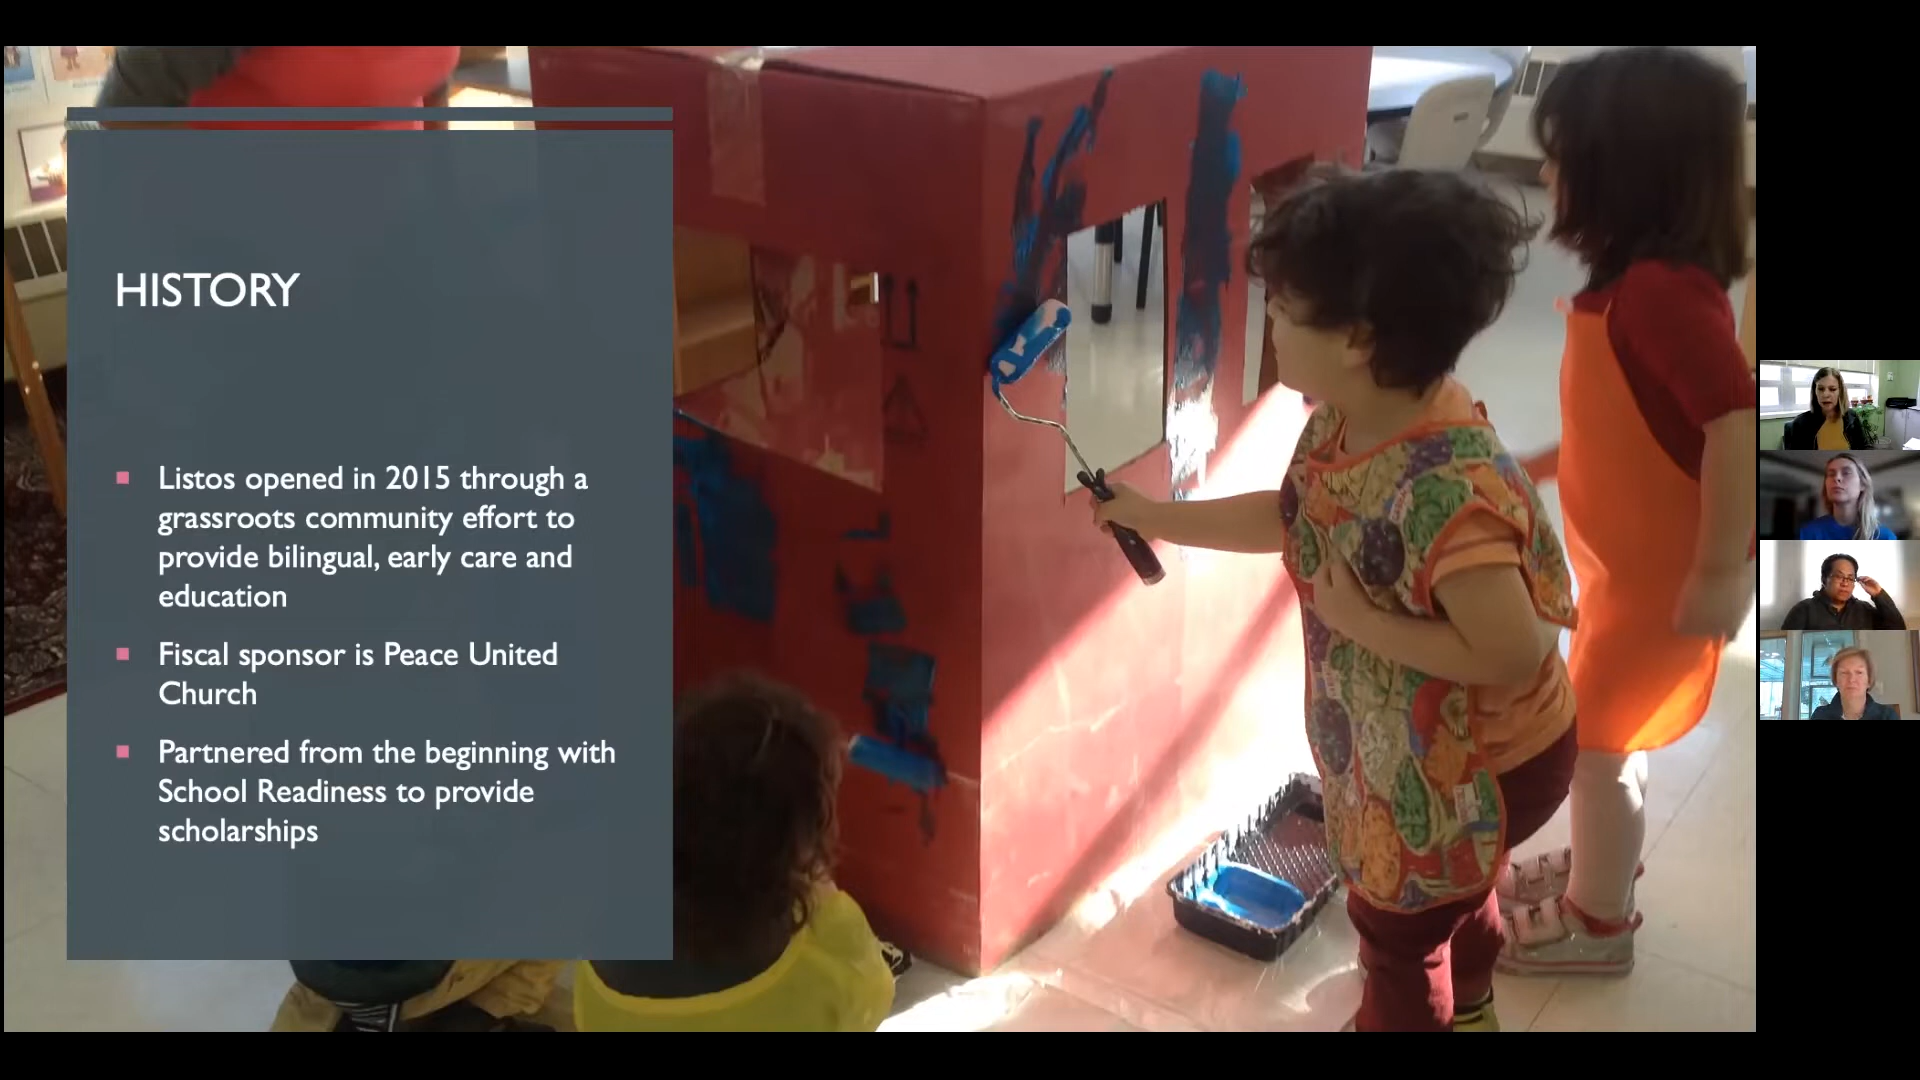 HISTORY
Listos opened in 2015 through a
grassroots community effort to
provide bilingual, early care and
education
Fiscal sponsor is Peace United
Church
Partnered from the beginning with
School Readiness to provide
scholarships